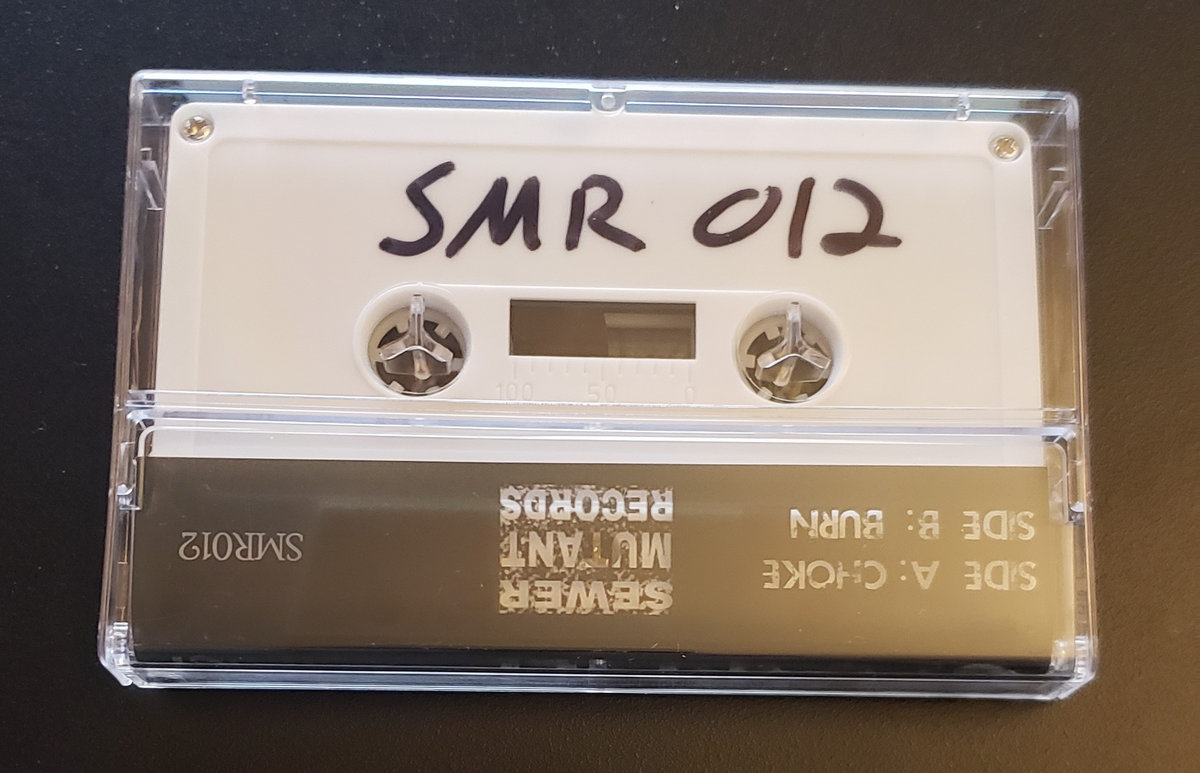 SMR 012
100 50 0
SIDE A: CHOKE
SIDE B: BURN
SEWER
MUTANT
RECORDS
SMR012